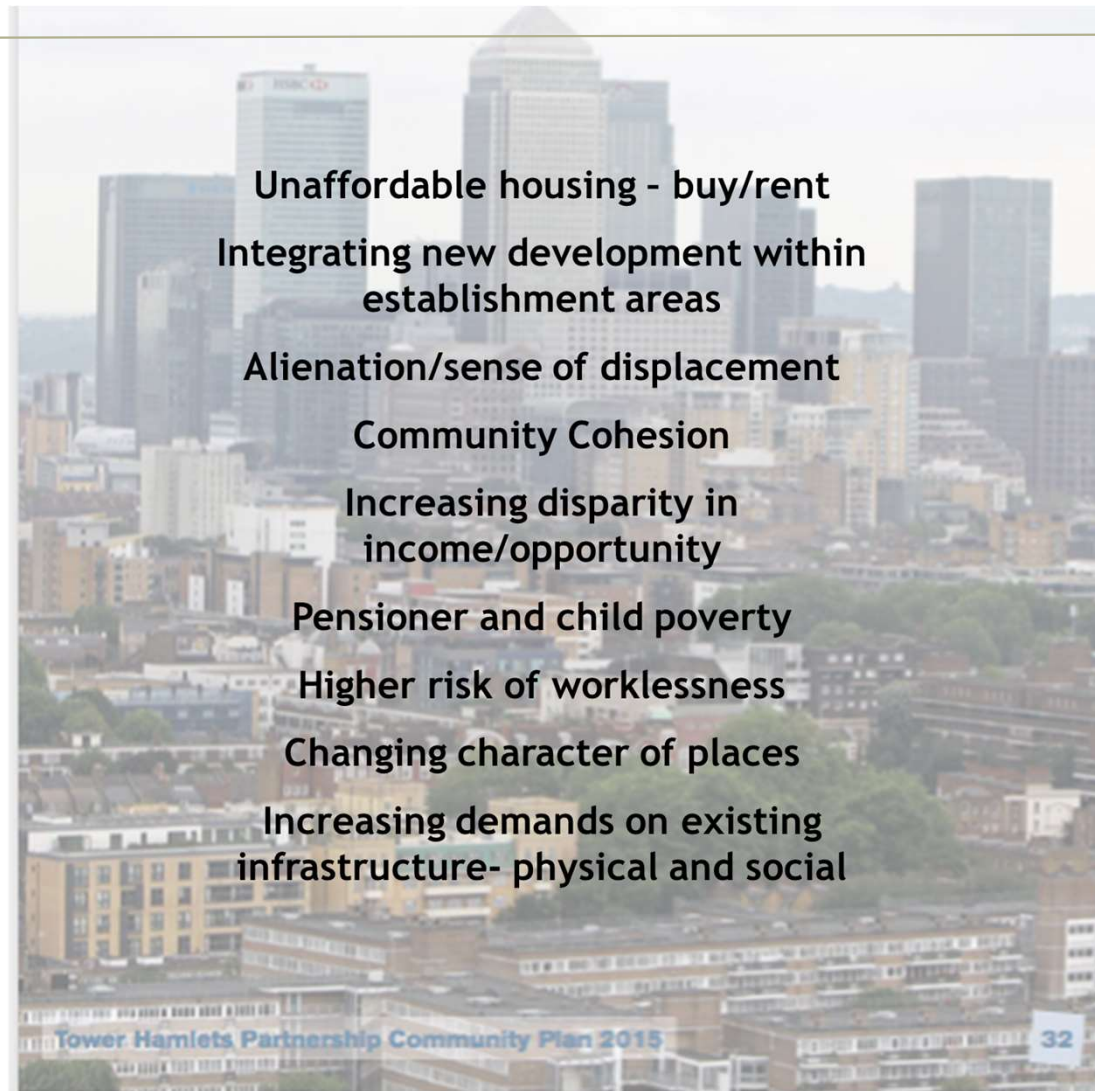 HSBC
Unaffordable housing – buy/rent
Integrating new development within
establishment areas
Alienation/sense of displacement
Community Cohesion
Increasing disparity in
income/opportunity
Pensioner and child poverty
Higher risk of worklessness
Changing character of places
Increasing demands on existing
infrastructure- physical and social
Tower Hamlets Partnership Community Plan 2015
32